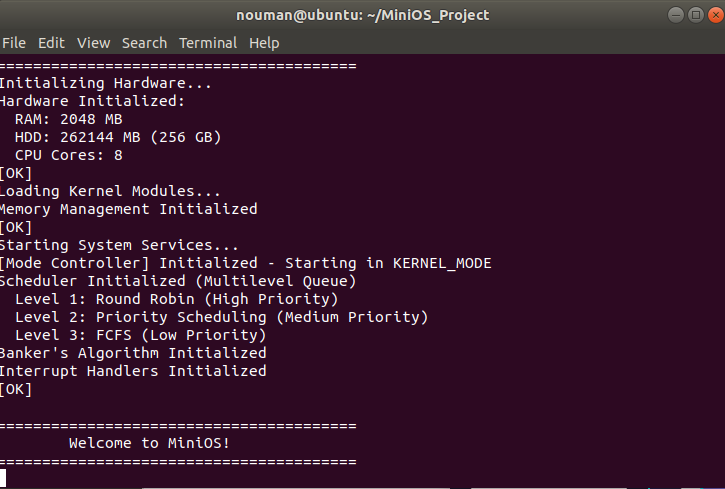 nouman@ubuntu: ~/MiniOS_Project
File Edit View Search Terminal Help
========================================
Initializing Hardware...
Hardware Initialized:
  RAM: 2048 MB
  HDD: 262144 MB (256 GB)
  CPU Cores: 8
[OK]
Loading Kernel Modules...
Memory Management Initialized
[OK]
Starting System Services...
[Mode Controller] Initialized - Starting in KERNEL_MODE
Scheduler Initialized (Multilevel Queue)
  Level 1: Round Robin (High Priority)
  Level 2: Priority Scheduling (Medium Priority)
  Level 3: FCFS (Low Priority)
Banker's Algorithm Initialized
Interrupt Handlers Initialized
[OK]

========================================
        Welcome to MiniOS!
========================================